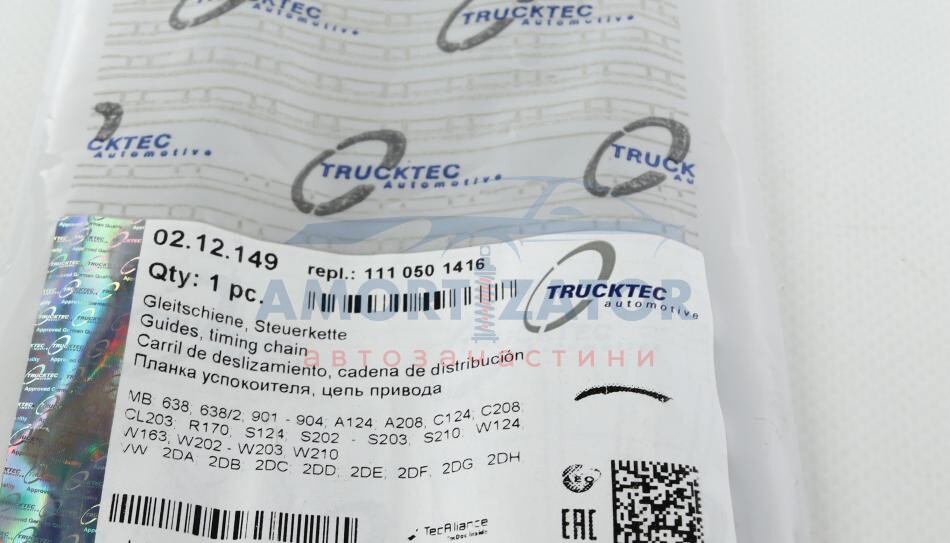 TRUCKTEC
Automotive
TRUCKTEC
Automotive
CKTEC
Automotive
TRUCKTEC
Automotive
TRUCK
Au
02.12.149
repl.: 111 050 1416
Qty: 1 pc.
TRUCKTEC
automotive
AMORTIZATOR
автозапчастини
Gleitschiene, Steuerkette
Guides, timing chain
Carril de deslizamiento, cadena de distribución
Планка успокоителя, цепь привода
MB: 638; 638/2; 901 - 904; A124; A208; C124; C208;
CL203; R170; S124; S202 - S203; S210; W124;
W163; W202 - W203; W210
VW: 2DA; 2DB; 2DC; 2DD; 2DE; 2DF; 2DG; 2DH
TecAlliance
TecDoc Inside
EAC